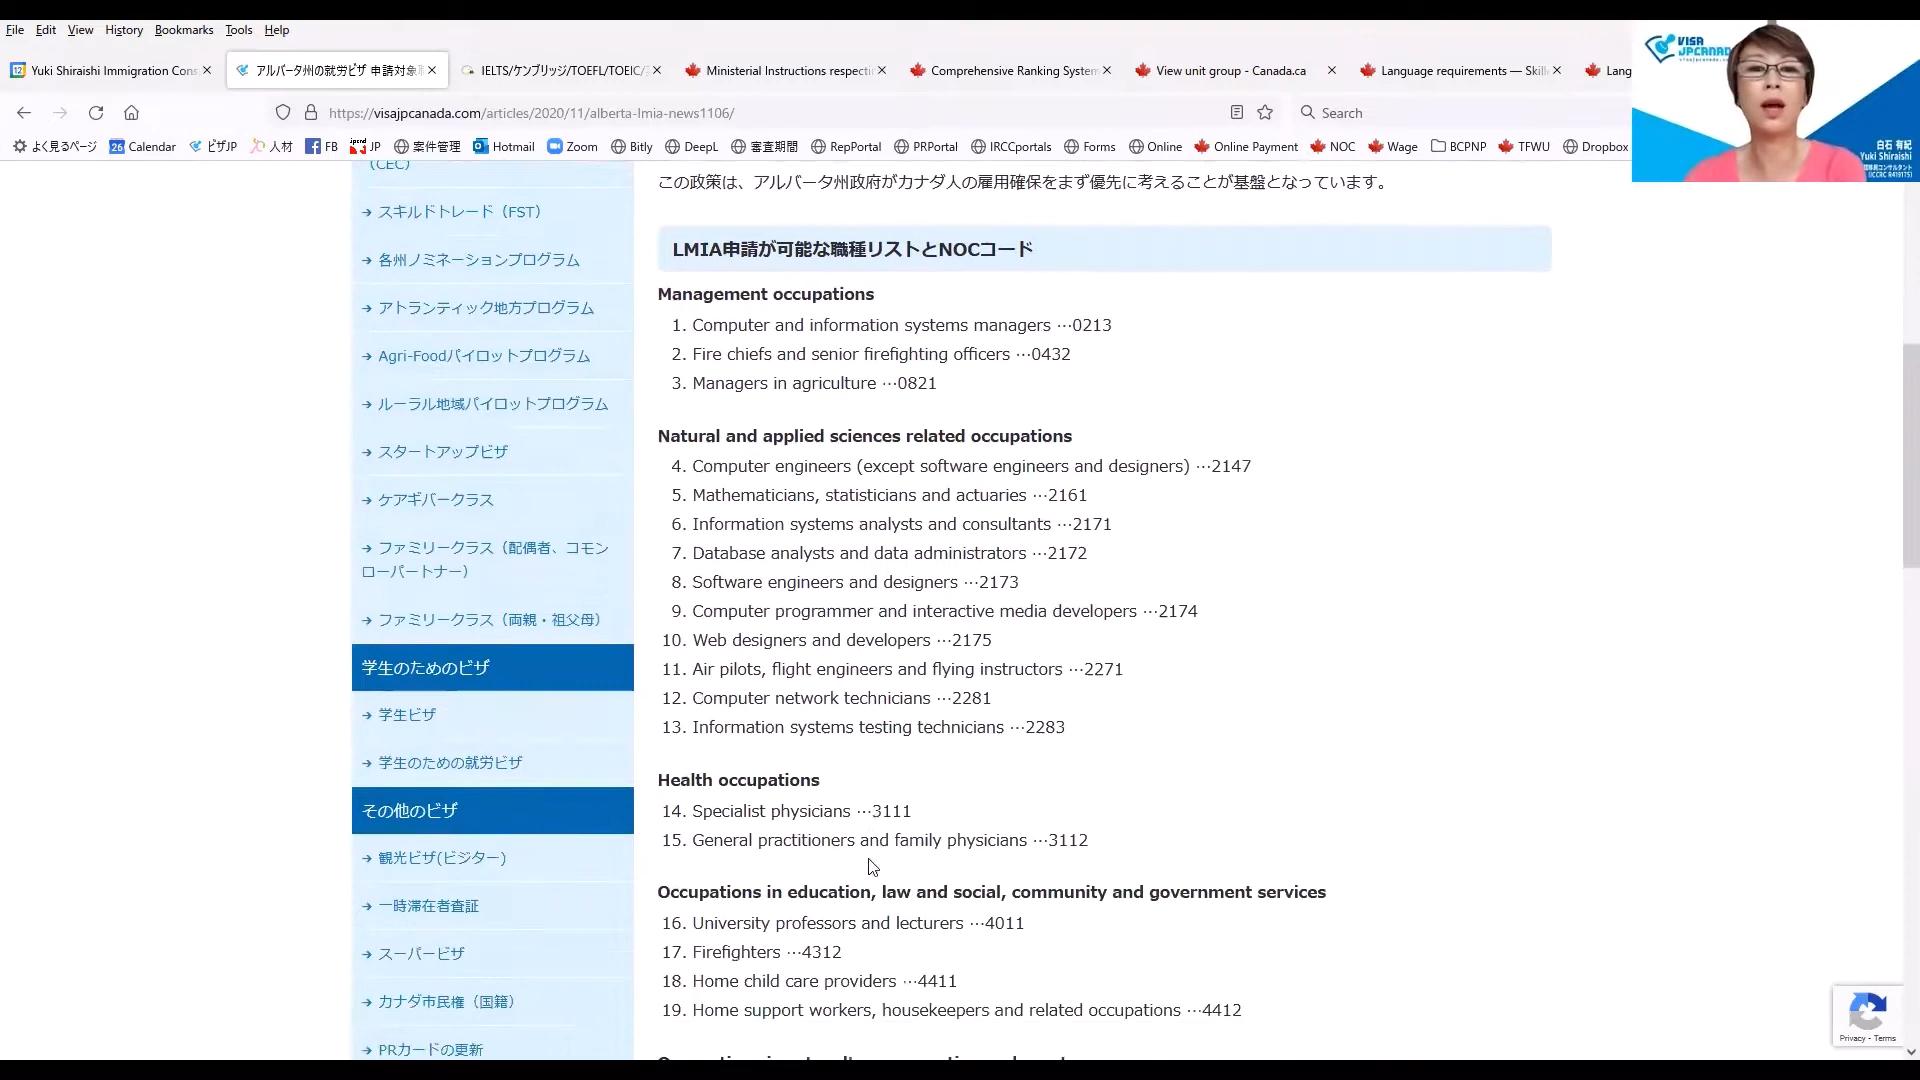 File Edit View History Bookmarks Tools Help
Yuki Shiraishi Immigration Cons
アルバータ州の就労ビザ 申請対象
IELTS/ケンブリッジ/TOEFL/TOEIC/
Ministerial Instructions respecti
Comprehensive Ranking System
View unit group - Canada.ca
Language requirements — Skill
Lang
https://visajpcanada.com/articles/2020/11/alberta-lmia-news1106/
Search
よく見るページ 26 Calendar ビザJP 人材 FB JP 案件管理 Hotmail Zoom Bitly DeepL 審査期間 RepPortal PRPortal IRCCportals Forms Online Online Payment NOC Wage BCPNP TFWU Dropbox
VISA
JPCANADA
白石 有紀
Yuki Shiraishi
(ICCRC R419175)
(CEC)
→ スキルドトレード（FST）
→ 各州ノミネーションプログラム
→ アトランティック地方プログラム
→ Agri-Foodパイロットプログラム
→ ルーラル地域パイロットプログラム
→ スタートアップビザ
→ ケアギバークラス
→ ファミリークラス（配偶者、コモン
ローパートナー）
→ ファミリークラス（両親・祖父母）
学生のためのビザ
→ 学生ビザ
→ 学生のための就労ビザ
その他のビザ
→ 観光ビザ(ビジター)
→ 一時滞在者査証
→ スーパービザ
→ カナダ市民権（国籍）
→ PRカードの更新
この政策は、アルバータ州政府がカナダ人の雇用確保をまず優先に考えることが基盤となっています。
LMIA申請が可能な職種リストとNOCコード
Management occupations
1. Computer and information systems managers …0213
2. Fire chiefs and senior firefighting officers …0432
3. Managers in agriculture …0821
Natural and applied sciences related occupations
4. Computer engineers (except software engineers and designers) …2147
5. Mathematicians, statisticians and actuaries …2161
6. Information systems analysts and consultants …2171
7. Database analysts and data administrators …2172
8. Software engineers and designers …2173
9. Computer programmer and interactive media developers …2174
10. Web designers and developers …2175
11. Air pilots, flight engineers and flying instructors …2271
12. Computer network technicians …2281
13. Information systems testing technicians …2283
Health occupations
14. Specialist physicians …3111
15. General practitioners and family physicians …3112
Occupations in education, law and social, community and government services
16. University professors and lecturers …4011
17. Firefighters …4312
18. Home child care providers …4411
19. Home support workers, housekeepers and related occupations …4412
Privacy - Terms